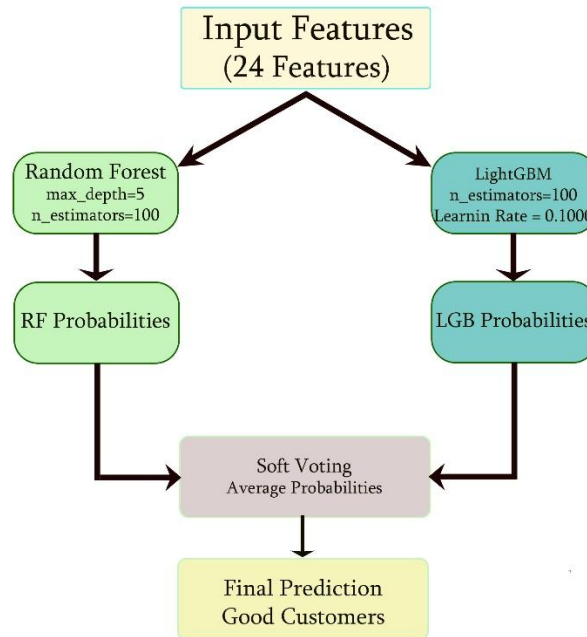 Input Features
(24 Features)
Random Forest
max_depth=5
n_estimators=100
LightGBM
n_estimators=100
Learnin Rate = 0.1000
RF Probabilities
LGB Probabilities
Soft Voting
Average Probabilities
Final Prediction
Good Customers